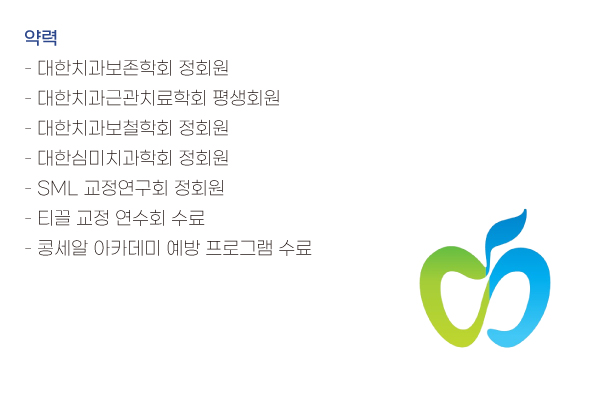 약력
- 대한치과보존학회 정회원
- 대한치과근관치료학회 평생회원
- 대한치과보철학회 정회원
- 대한심미치과학회 정회원
- SML 교정연구회 정회원
- 티끌 교정 연수회 수료
- 콩세알 아카데미 예방 프로그램 수료